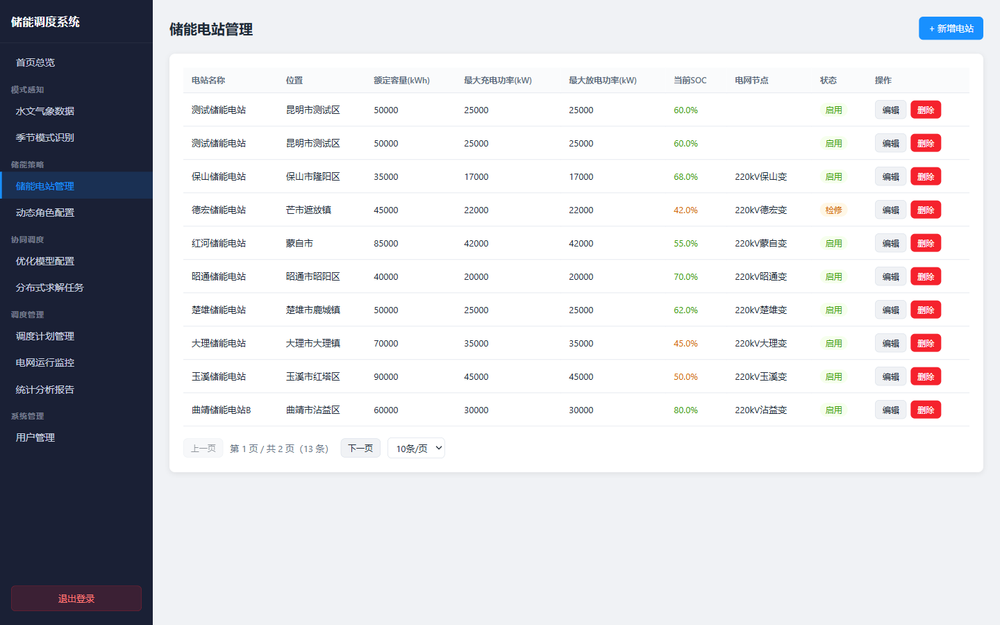 储能调度系统
首页总览
模式感知
水文气象数据
季节模式识别
储能策略
储能电站管理
动态角色配置
协同调度
优化模型配置
分布式求解任务
调度管理
调度计划管理
电网运行监控
统计分析报告
系统管理
用户管理
退出登录
储能电站管理
+ 新增电站
电站名称 位置 额定容量(kWh) 最大充电功率(kW) 最大放电功率(kW) 当前SOC 电网节点 状态 操作
测试储能电站 昆明市测试区 50000 25000 25000 60.0% 启用 编辑 删除
测试储能电站 昆明市测试区 50000 25000 25000 60.0% 启用 编辑 删除
保山储能电站 保山市隆阳区 35000 17000 17000 68.0% 220kV保山变 启用 编辑 删除
德宏储能电站 芒市遮放镇 45000 22000 22000 42.0% 220kV德宏变 检修 编辑 删除
红河储能电站 蒙自市 85000 42000 42000 55.0% 220kV蒙自变 启用 编辑 删除
昭通储能电站 昭通市昭阳区 40000 20000 20000 70.0% 220kV昭通变 启用 编辑 删除
楚雄储能电站 楚雄市鹿城镇 50000 25000 25000 62.0% 220kV楚雄变 启用 编辑 删除
大理储能电站 大理市大理镇 70000 35000 35000 45.0% 220kV大理变 启用 编辑 删除
玉溪储能电站 玉溪市红塔区 90000 45000 45000 50.0% 220kV玉溪变 启用 编辑 删除
曲靖储能电站B 曲靖市沾益区 60000 30000 30000 80.0% 220kV沾益变 启用 编辑 删除
上一页 第 1 页 / 共 2 页（13 条） 下一页 10条/页